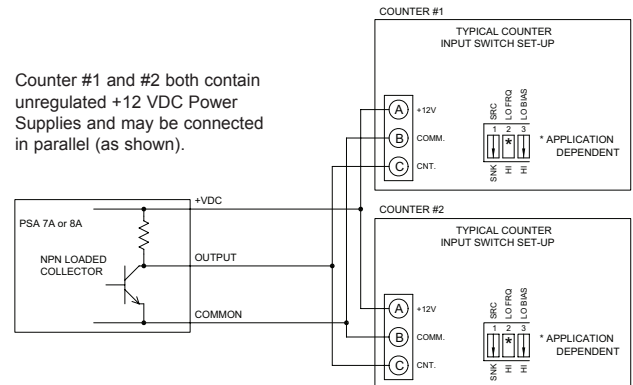 COUNTER #1
TYPICAL COUNTER
INPUT SWITCH SET-UP
Counter #1 and #2 both contain
unregulated +12 VDC Power
Supplies and may be connected
in parallel (as shown).
A +12V
B COMM.
C CNT.
SRC
LO FRQ
LO BIAS
1 2 3
*
SNK
HI
HI
* APPLICATION
DEPENDENT
+VDC
PSA 7A or 8A
NPN LOADED
COLLECTOR
OUTPUT
COMMON
COUNTER #2
TYPICAL COUNTER
INPUT SWITCH SET-UP
A +12V
B COMM.
C CNT.
SRC
LO FRQ
LO BIAS
1 2 3
*
SNK
HI
HI
* APPLICATION
DEPENDENT